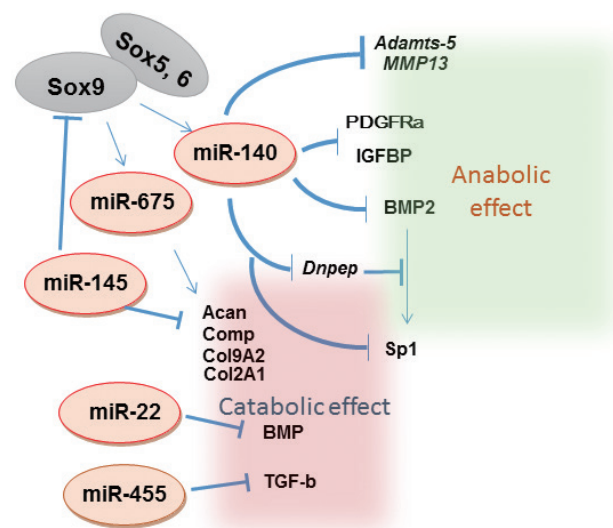 Sox5, 6
Sox9
Adamts-5
MMP13
PDGFRa
miR-140
IGFBP
Anabolic
effect
miR-675
BMP2
miR-145
Dnpep
Acan
Comp
Col9A2
Col2A1
Sp1
miR-22
Catabolic effect
BMP
miR-455
TGF-b